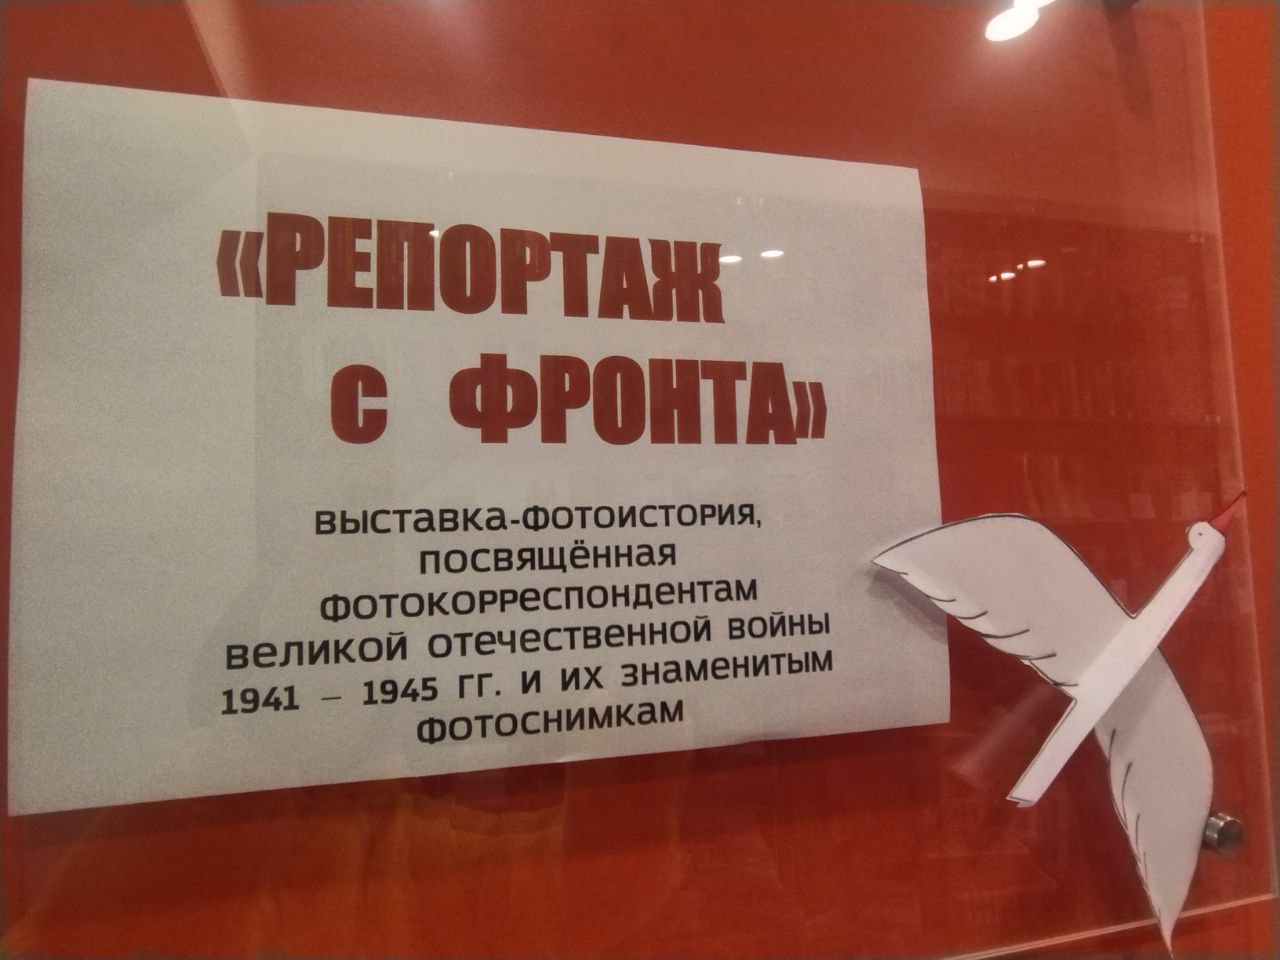 «РЕПОРТАЖ
с ФРОНТА»
выставка-фотоистория,
посвящённая
фотокорреспондентам
великой отечественной войны
1941 – 1945 гг. и их знаменитым
фотоснимкам